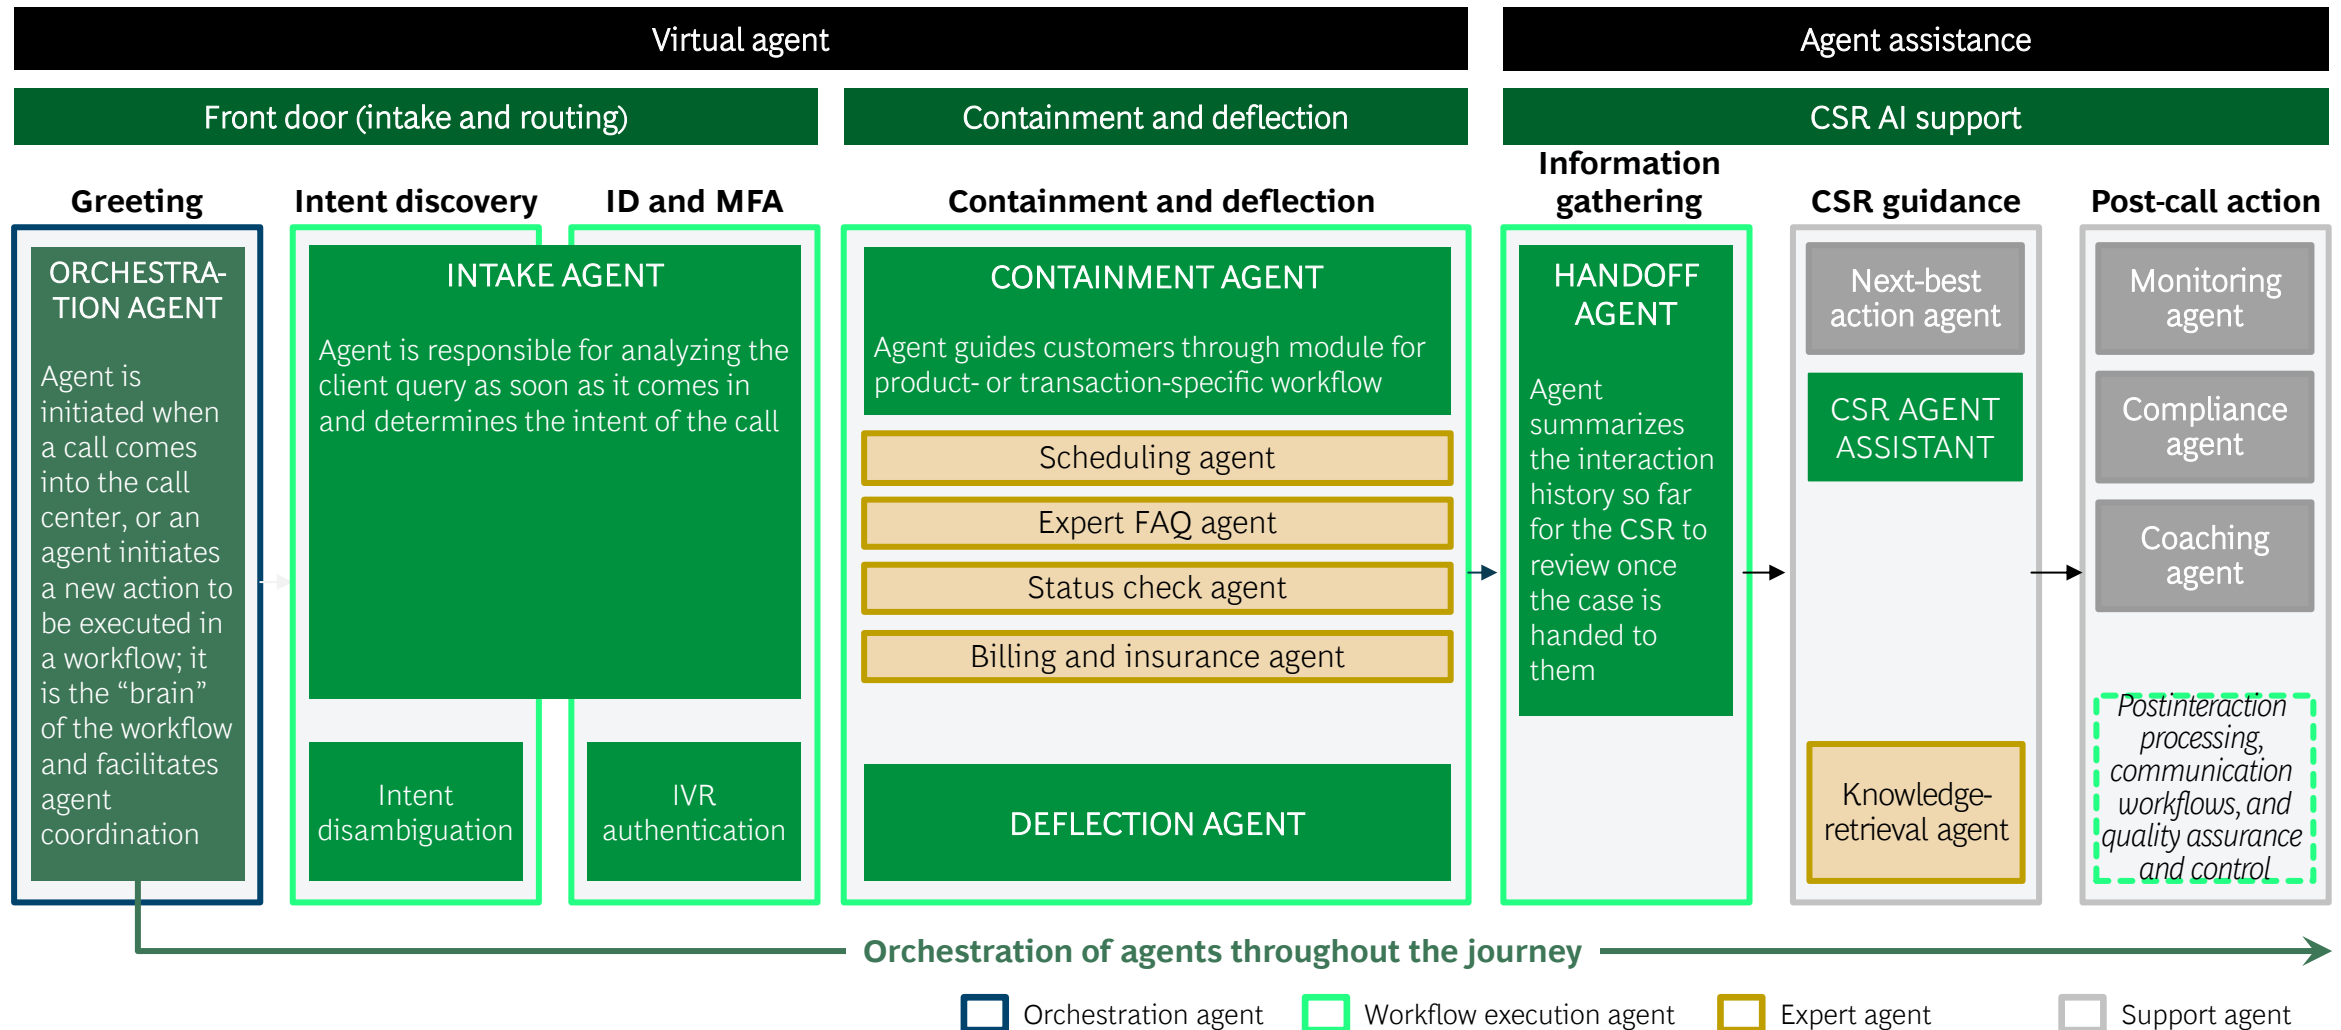 Virtual agent
Agent assistance
Front door (intake and routing)
Containment and deflection
CSR AI support
Greeting
Intent discovery
ID and MFA
Containment and deflection
Information
gathering
CSR guidance
Post-call action
ORCHESTRA-
TION AGENT
Agent is
initiated when
a call comes
into the call
center, or an
agent initiates
a new action to
be executed in
a workflow; it
is the “brain”
of the workflow
and facilitates
agent
coordination
INTAKE AGENT
Agent is responsible for analyzing the
client query as soon as it comes in
and determines the intent of the call
Intent
disambiguation
IVR
authentication
CONTAINMENT AGENT
Agent guides customers through module for
product- or transaction-specific workflow
Scheduling agent
Expert FAQ agent
Status check agent
Billing and insurance agent
DEFLECTION AGENT
HANDOFF
AGENT
Agent
summarizes
the interaction
history so far
for the CSR to
review once
the case is
handed to
them
Next-best
action agent
CSR AGENT
ASSISTANT
Knowledge-
retrieval agent
Monitoring
agent
Compliance
agent
Coaching
agent
Postinteraction
processing,
communication
workflows, and
quality assurance
and control
Orchestration of agents throughout the journey
Orchestration agent
Workflow execution agent
Expert agent
Support agent